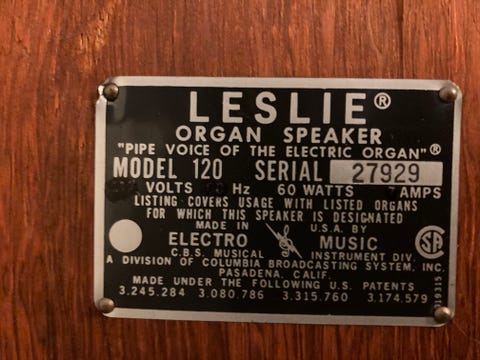 LESLIE®
ORGAN SPEAKER
"PIPE VOICE OF THE ELECTRIC ORGAN"®
MODEL 120 SERIAL 27929
VOLTS Hz 60 WATTS AMPS
LISTING COVERS USAGE WITH LISTED ORGANS
FOR WHICH THIS SPEAKER IS DESIGNATED
MADE IN U.S.A. BY
ELECTRO MUSIC
C.B.S. MUSICAL INSTRUMENT DIV.
A DIVISION OF COLUMBIA BROADCASTING SYSTEM, INC.
PASADENA, CALIF.
MADE UNDER THE FOLLOWING U.S. PATENTS
3.245.284 3.080.786 3.315.760 3.174.579
SA
019315